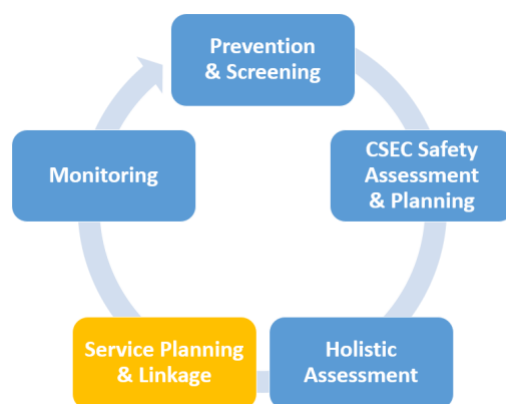 Prevention
& Screening
CSEC Safety
Assessment
& Planning
Holistic
Assessment
Service Planning
& Linkage
Monitoring